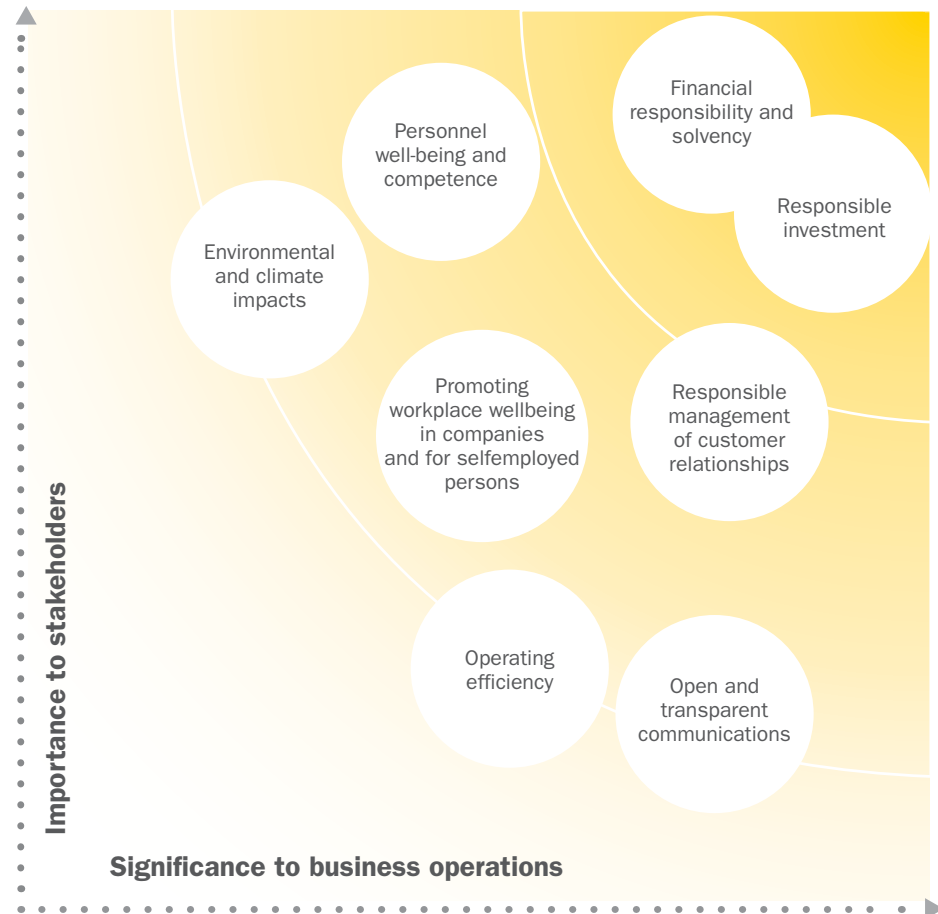 Financial
responsibility and
solvency
Personnel
well-being and
competence
Responsible
investment
Environmental
and climate
impacts
Promoting
workplace wellbeing
in companies
and for selfemployed
persons
Responsible
management
of customer
relationships
Operating
efficiency
Open and
transparent
communications
Importance to stakeholders
Significance to business operations